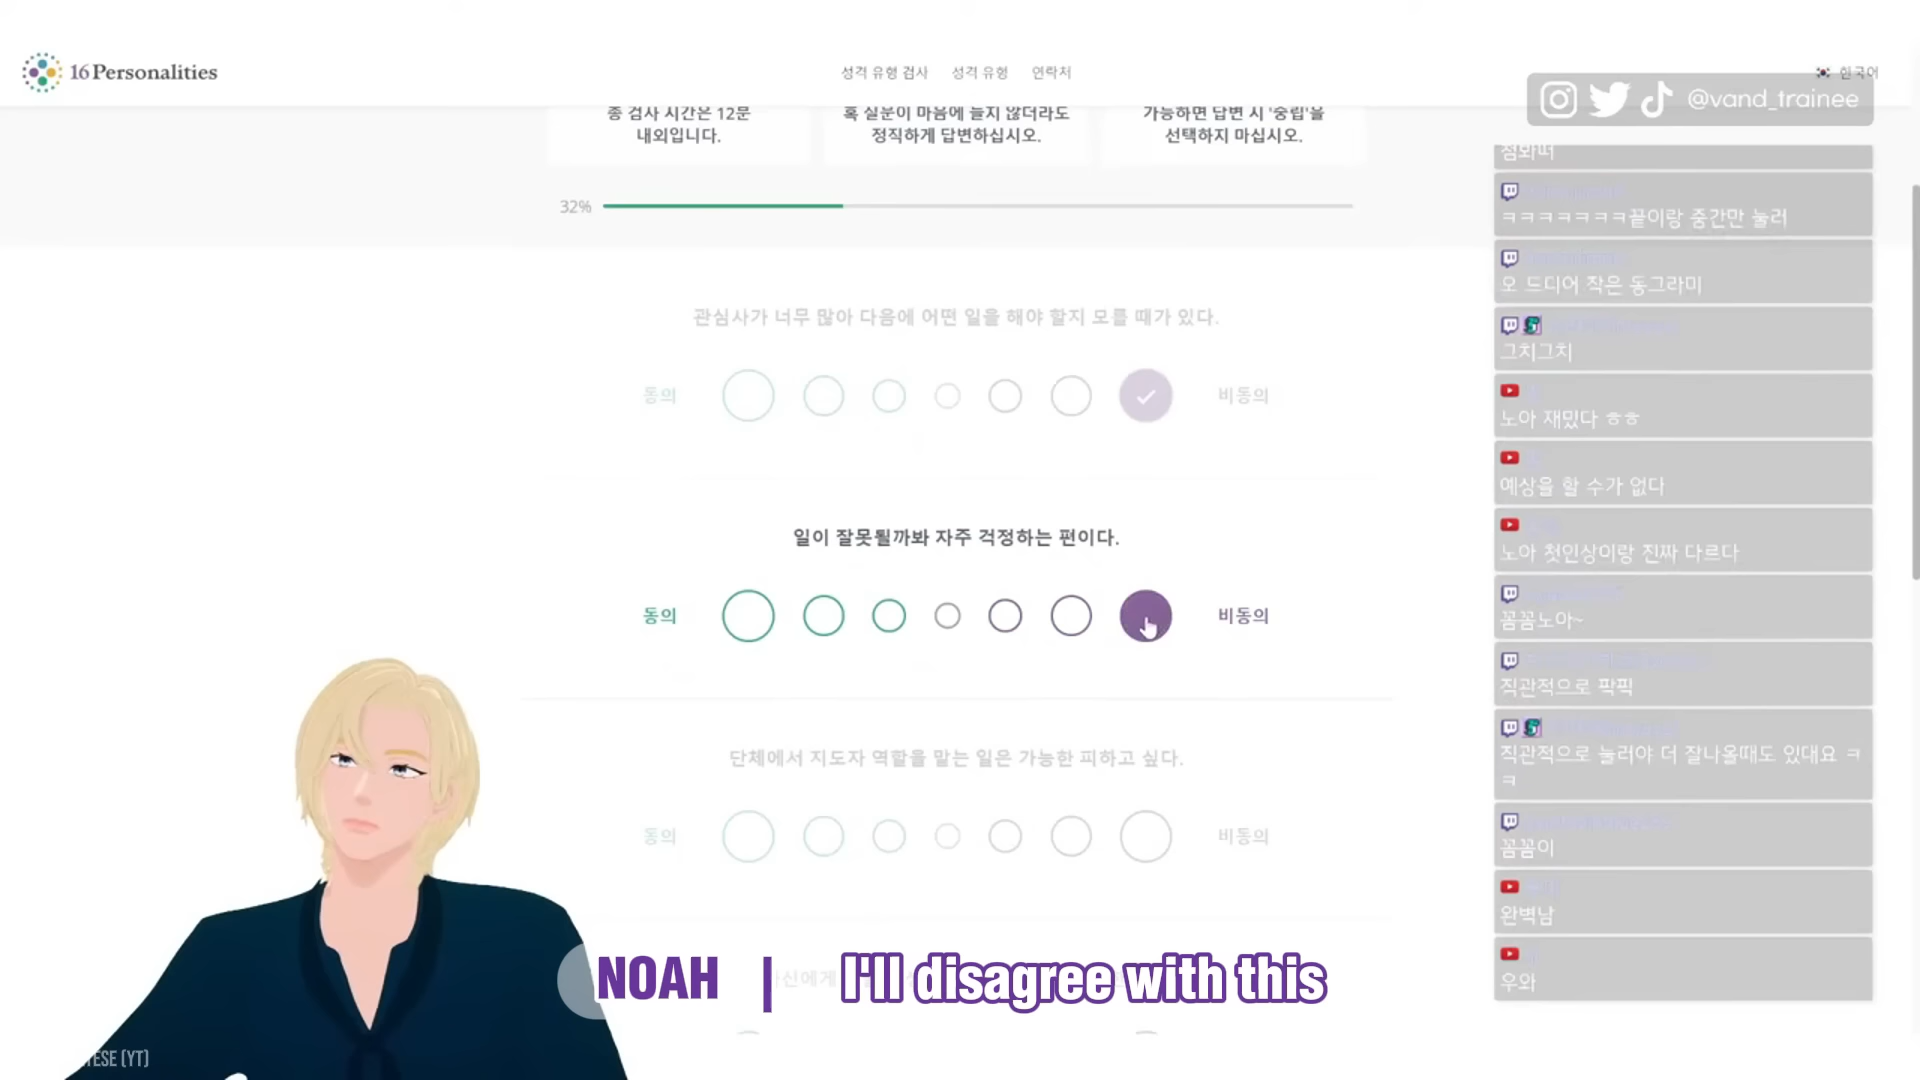 16Personalities
성격 유형 검사
성격 유형
연락처
한국어
@vand_trainee
총 검사 시간은 12분
내외입니다.
혹 질문이 마음에 들지 않더라도
정직하게 답변하십시오.
가능하면 답변 시 '중립'을
선택하지 마십시오.
32%
관심사가 너무 많아 다음에 어떤 일을 해야 할지 모를 때가 있다.
동의
비동의
일이 잘못될까봐 자주 걱정하는 편이다.
동의
비동의
단체에서 지도자 역할을 맡는 일은 가능한 피하고 싶다.
동의
비동의
NOAH | I'll disagree with this
ㅋㅋㅋㅋㅋㅋㅋ끝이랑 중간만 눌러
오 드디어 작은 동그라미
그치그치
노아 재밌다 ㅎㅎ
예상을 할 수가 없다
노아 첫인상이랑 진짜 다르다
꼼꼼노아~
직관적으로 팍픽
직관적으로 눌러야 더 잘나올때도 있대요 ㅋ
ㅋ
꼼꼼이
완벽남
우와
(YT)